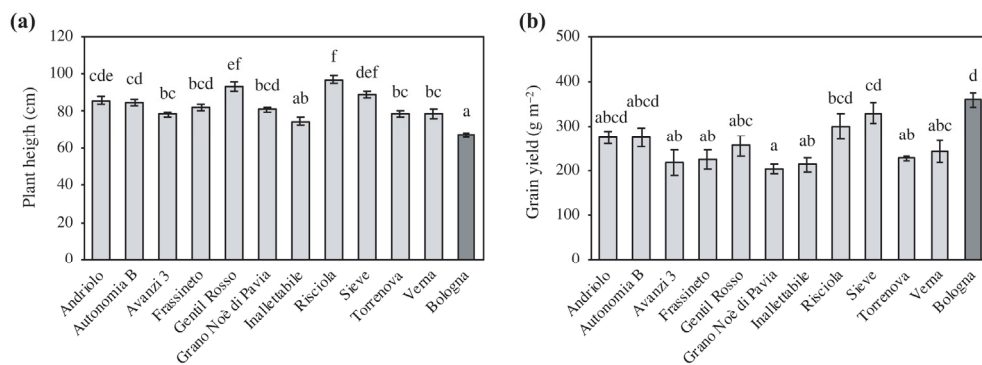 (a)
Plant heigth (cm)
120
100
80
60
40
20
0
cde
cd
bc
bcd
ef
bcd
ab
f
def
bc
bc
a
Andriolo
Autonomia B
Avanzi 3
Frassineto
Gentil Rosso
Grano Noè di Pavia
Inallettabile
Risciola
Sieve
Torrenova
Verna
Bologna
(b)
Grain yield (g m⁻²)
500
400
300
200
100
0
abcd
abcd
ab
ab
abc
a
ab
bcd
cd
ab
abc
d
Andriolo
Autonomia B
Avanzi 3
Frassineto
Gentil Rosso
Grano Noè di Pavia
Inallettabile
Risciola
Sieve
Torrenova
Verna
Bologna